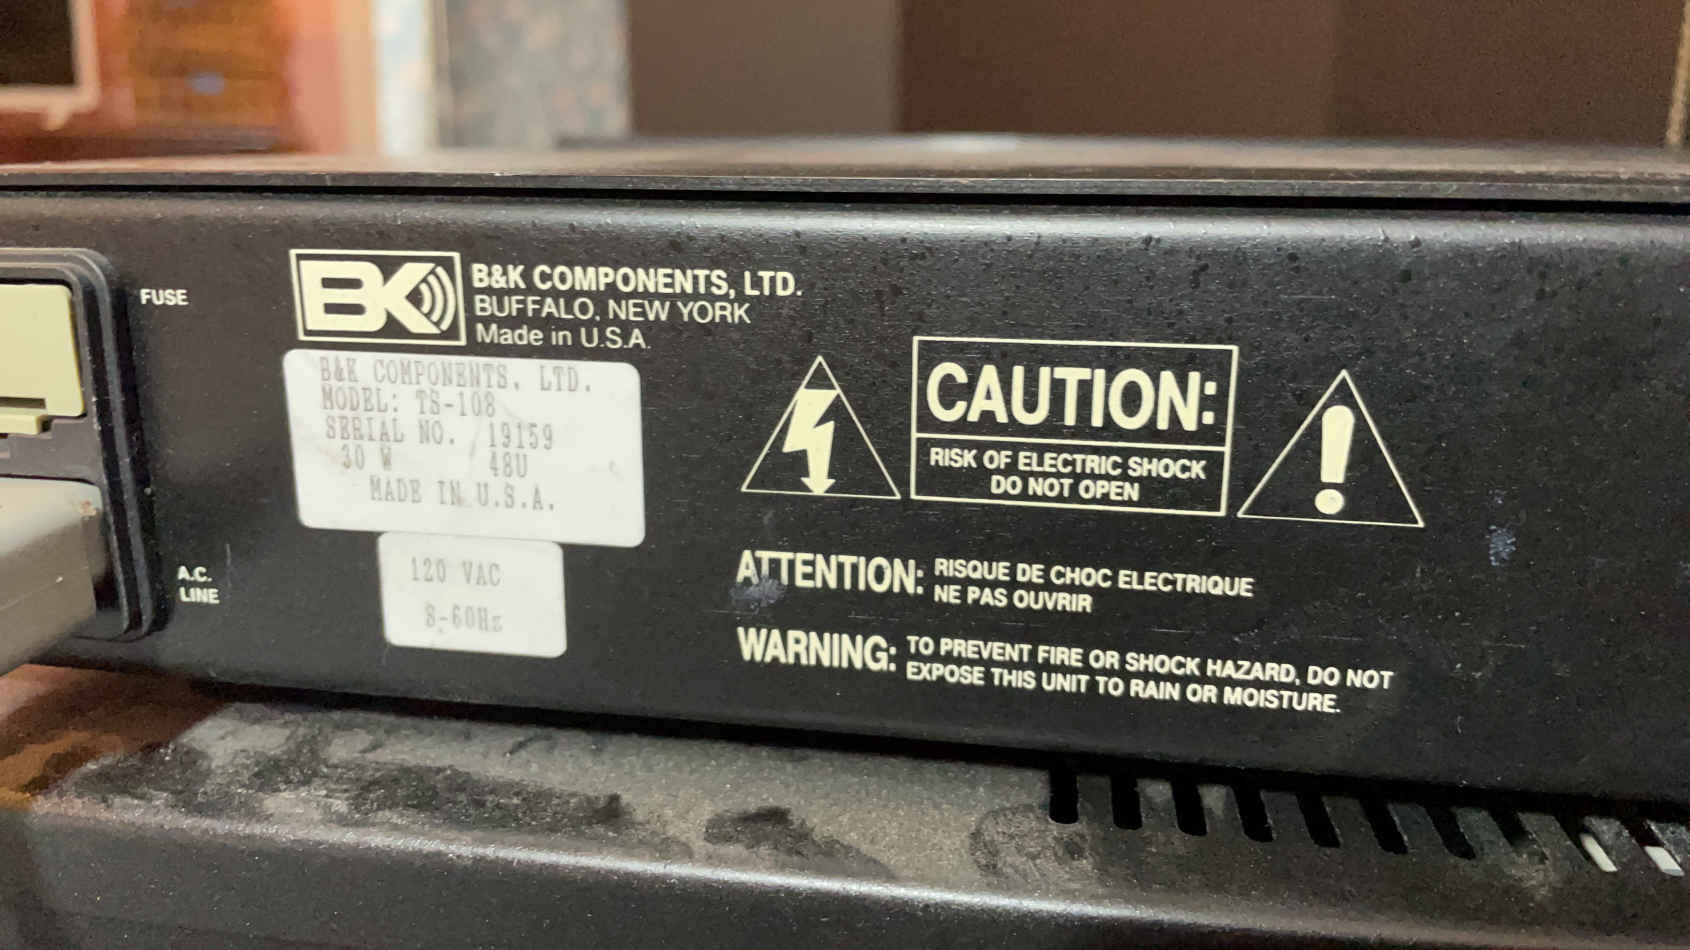 FUSE
BK
B&K COMPONENTS, LTD.
BUFFALO, NEW YORK
Made in U.S.A.
B&K COMPONENTS, LTD.
MODEL: TS-108
SERIAL NO. 19159
30 W 48U
MADE IN U.S.A.
A.C.
LINE
120 VAC
S-60Hz
CAUTION:
RISK OF ELECTRIC SHOCK
DO NOT OPEN
!
ATTENTION: RISQUE DE CHOC ELECTRIQUE
NE PAS OUVRIR
WARNING: TO PREVENT FIRE OR SHOCK HAZARD, DO NOT
EXPOSE THIS UNIT TO RAIN OR MOISTURE.